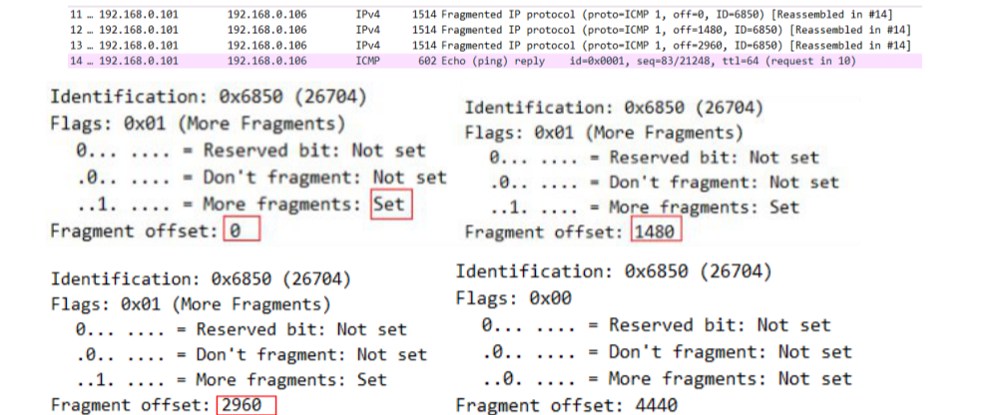 11 … 192.168.0.101 192.168.0.106 IPv4 1514 Fragmented IP protocol (proto=ICMP 1, off=0, ID=6850) [Reassembled in #14]
12 … 192.168.0.101 192.168.0.106 IPv4 1514 Fragmented IP protocol (proto=ICMP 1, off=1480, ID=6850) [Reassembled in #14]
13 … 192.168.0.101 192.168.0.106 IPv4 1514 Fragmented IP protocol (proto=ICMP 1, off=2960, ID=6850) [Reassembled in #14]
14 … 192.168.0.101 192.168.0.106 ICMP 602 Echo (ping) reply id=0x0001, seq=83/21248, ttl=64 (request in 10)
Identification: 0x6850 (26704)
Flags: 0x01 (More Fragments)
0... .... = Reserved bit: Not set
.0.. .... = Don't fragment: Not set
..1. .... = More fragments: Set
Fragment offset: 0
Identification: 0x6850 (26704)
Flags: 0x01 (More Fragments)
0... .... = Reserved bit: Not set
.0.. .... = Don't fragment: Not set
..1. .... = More fragments: Set
Fragment offset: 1480
Identification: 0x6850 (26704)
Flags: 0x01 (More Fragments)
0... .... = Reserved bit: Not set
.0.. .... = Don't fragment: Not set
..1. .... = More fragments: Set
Fragment offset: 2960
Identification: 0x6850 (26704)
Flags: 0x00
0... .... = Reserved bit: Not set
.0.. .... = Don't fragment: Not set
..0. .... = More fragments: Not set
Fragment offset: 4440